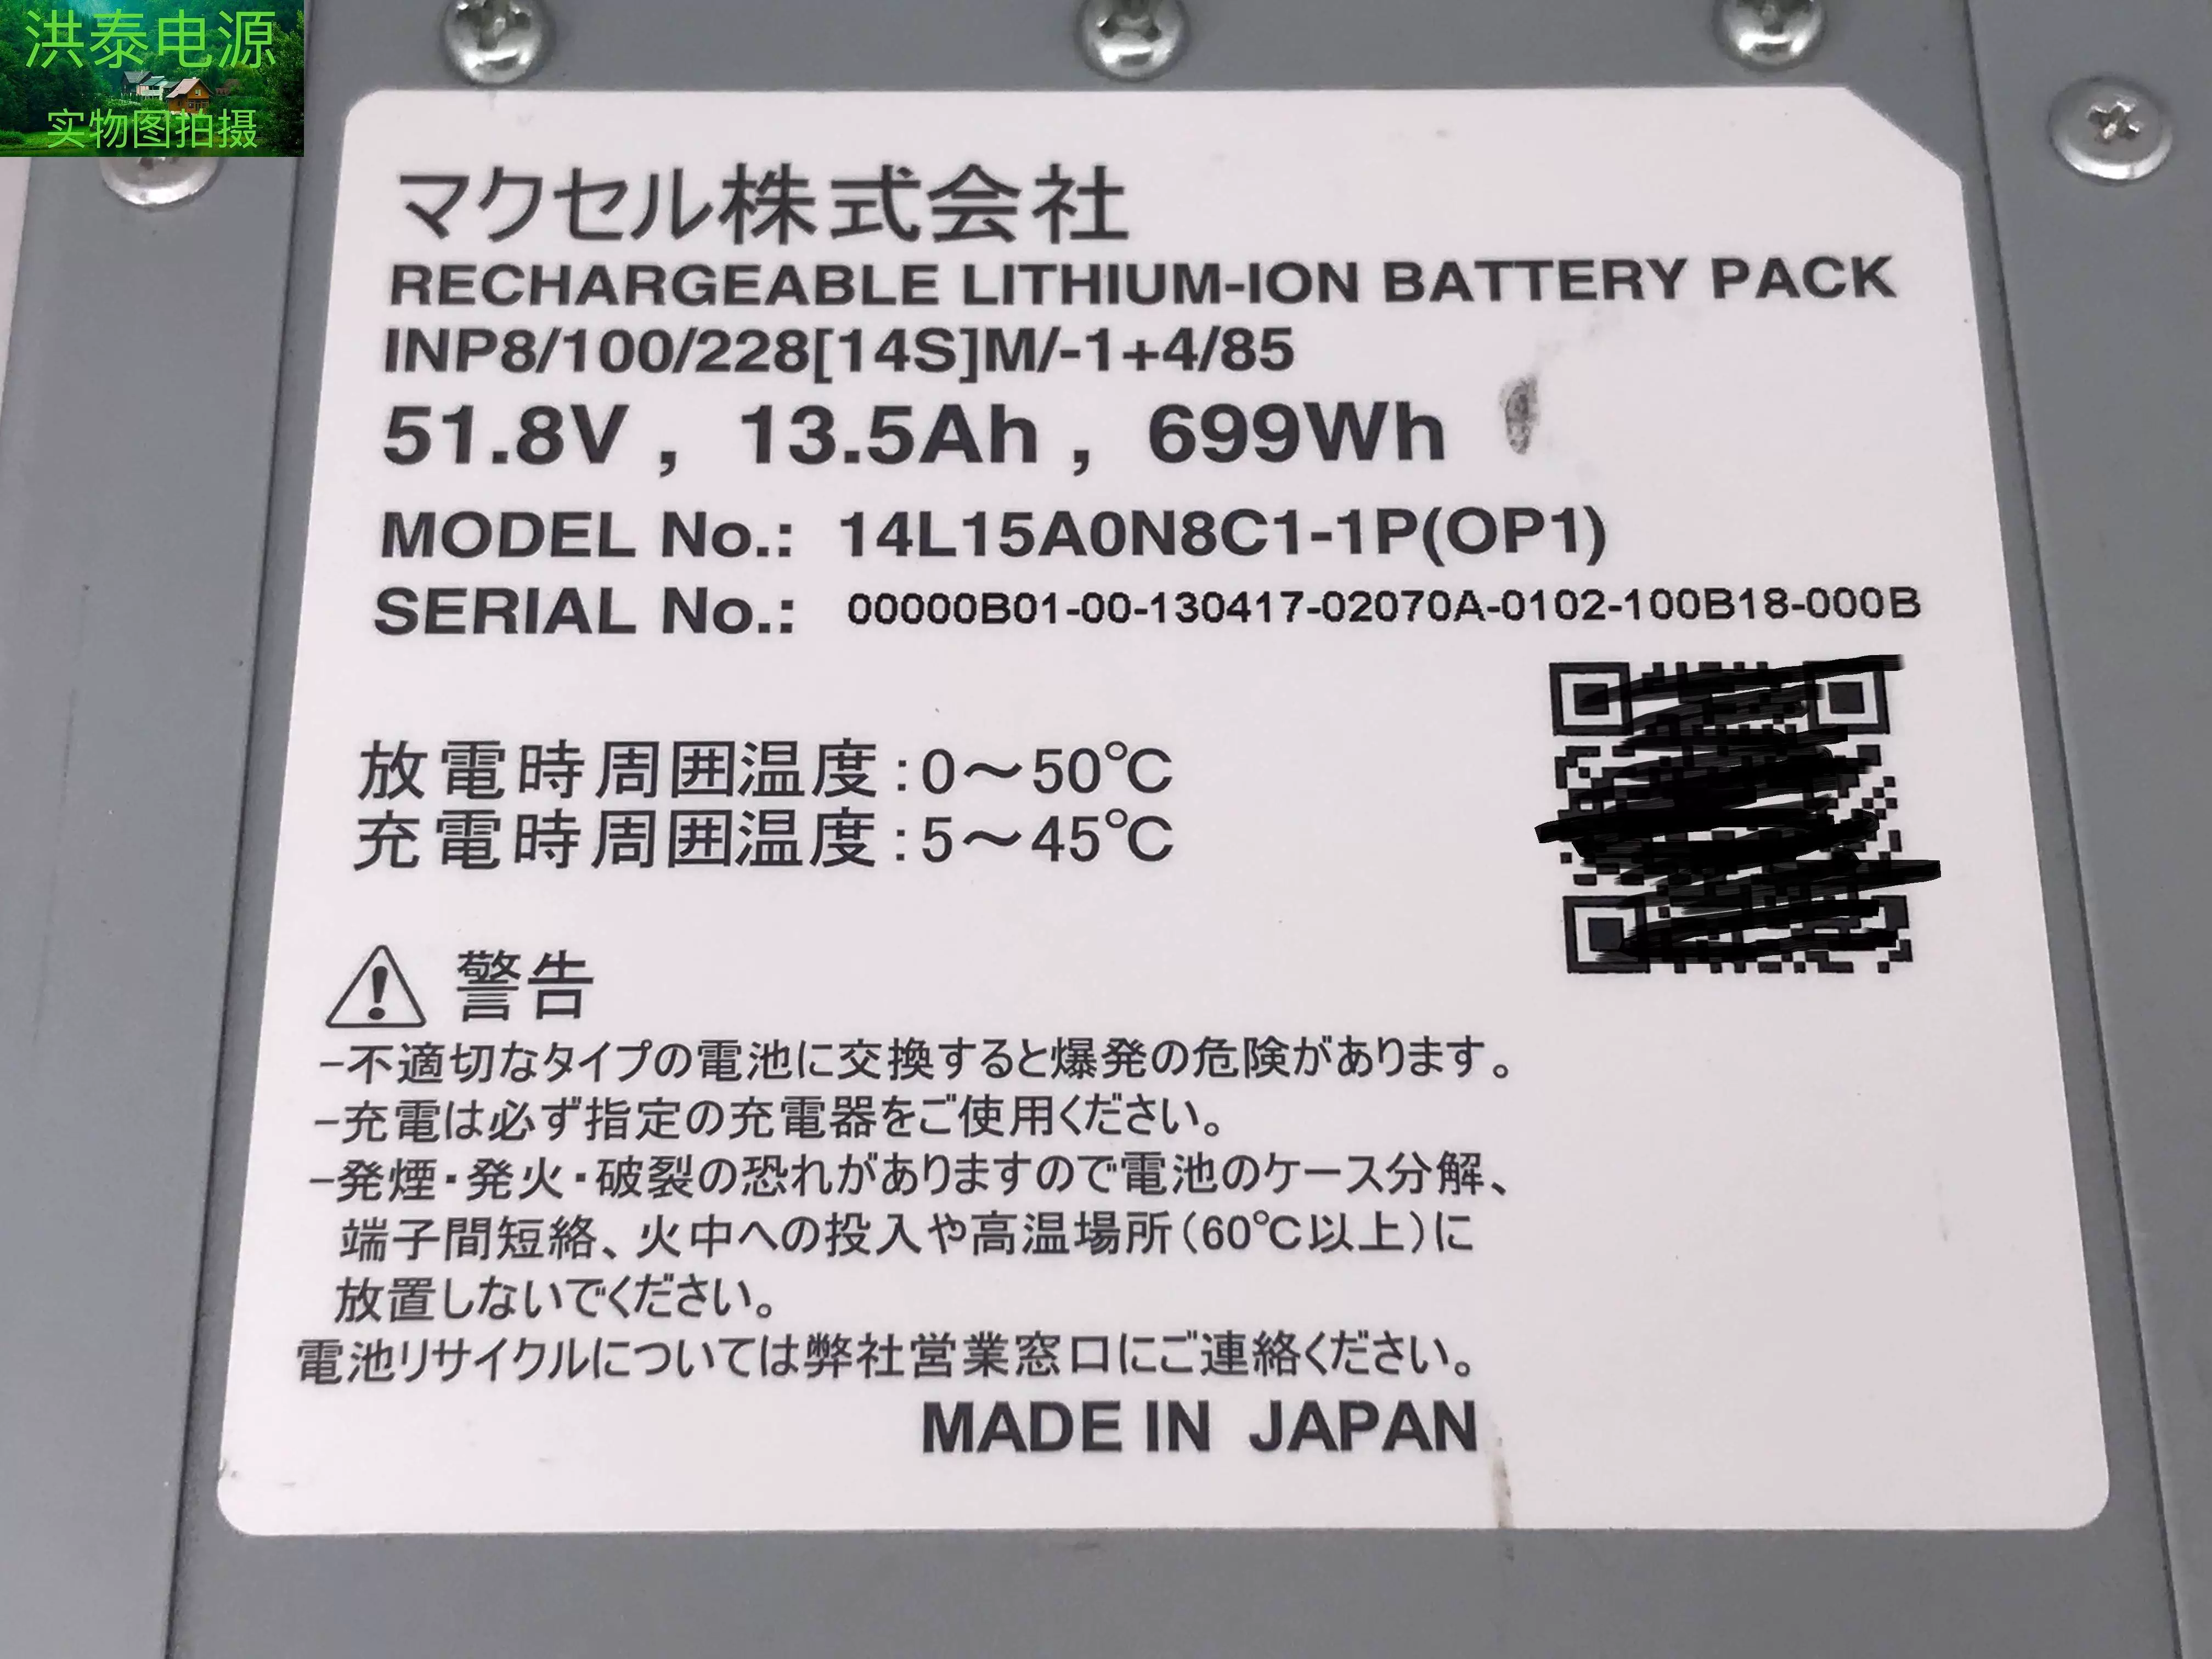 洪泰电源
实物图拍摄
マクセル株式会社
RECHARGEABLE LITHIUM-ION BATTERY PACK
INP8/100/228[14S]M/-1+4/85
51.8V , 13.5Ah , 699Wh
MODEL No.: 14L15A0N8C1-1P(OP1)
SERIAL No.: 00000B01-00-130417-02070A-0102-100B18-000B
放電時周囲温度:0～50℃
充電時周囲温度:5～45℃
警告
-不適切なタイプの電池に交換すると爆発の危険があります。
-充電は必ず指定の充電器をご使用ください。
-発煙・発火・破裂の恐れがありますので電池のケース分解、
端子間短絡、火中への投入や高温場所(60℃以上)に
放置しないでください。
電池リサイクルについては弊社営業窓口にご連絡ください。
MADE IN JAPAN